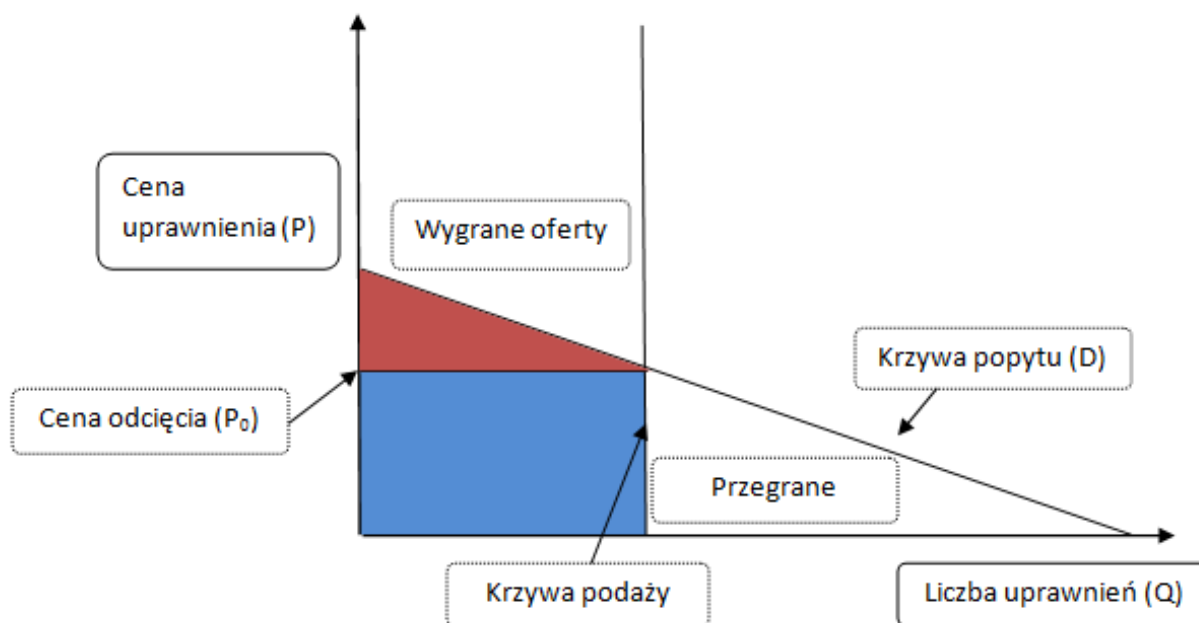 Cena
uprawnienia (P)
Wygrane oferty
Krzywa popytu (D)
Cena odcięcia (P₀)
Przegrane
Krzywa podaży
Liczba uprawnień (Q)